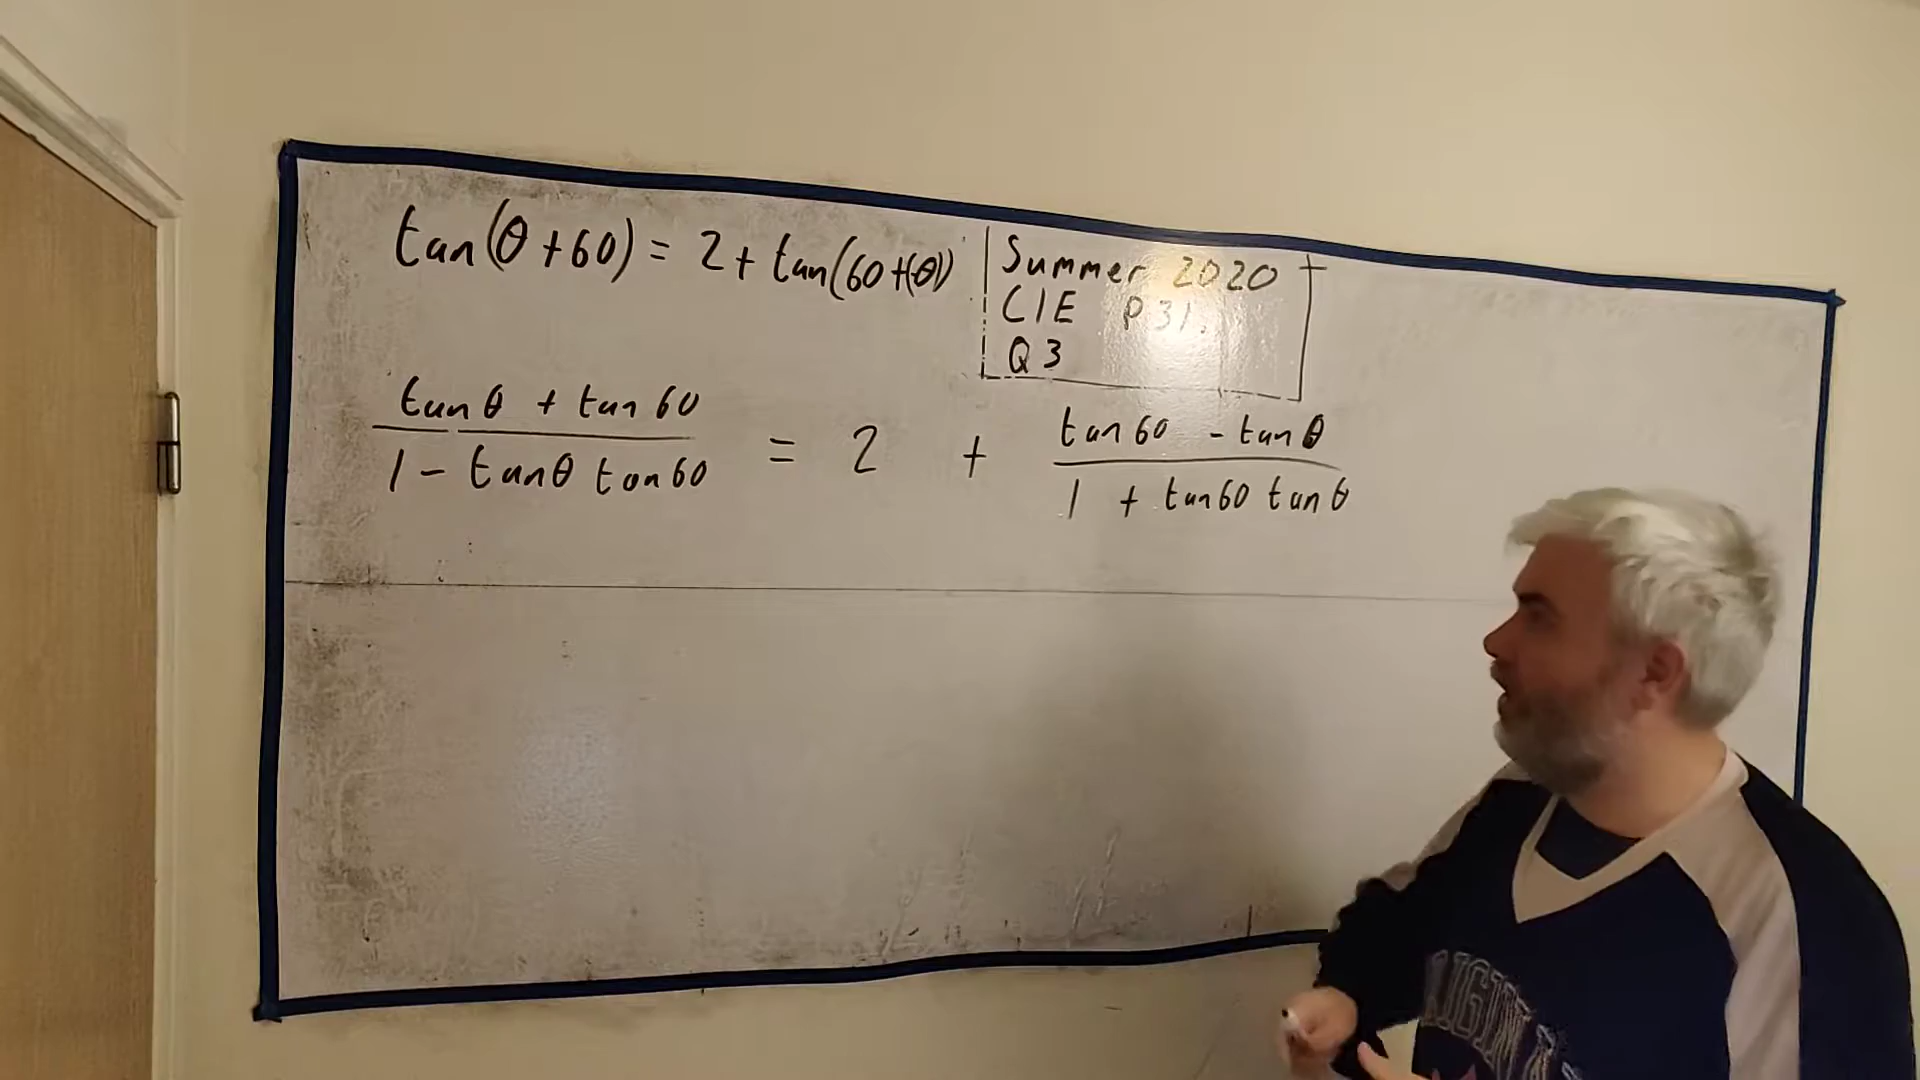 tan(θ+60) = 2+ tan(60+(-θ))
Summer 2020
CIE P31.
Q3
tanθ + tan60 / 1 - tanθ tan60 = 2 + tan60 - tanθ / 1 + tan60 tanθ